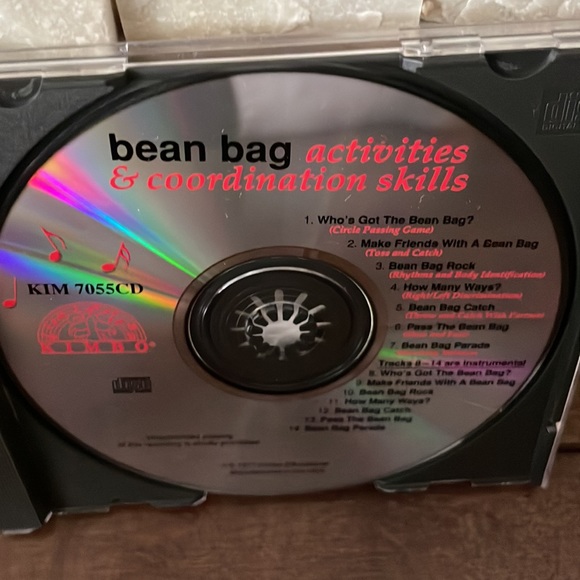 bean bag activities
& coordination skills
1. Who's Got The Bean Bag?
(Circle Passing Game)
2. Make Friends With A Bean Bag
(Toss and Catch)
3. Bean Bag Rock
(Rhythms and Body Identification)
4. How Many Ways?
(Right/Left Discrimination)
5. Bean Bag Catch
(Throw and Catch With Partner)
6. Pass The Bean Bag
7. Bean Bag Parade
Tracks 8-14 are instrumental
8. Who's Got The Bean Bag?
9. Make Friends With A Bean Bag
10. Bean Bag Rock
11. How Many Ways?
12. Bean Bag Catch
13. Pass The Bean Bag
14. Bean Bag Parade
KIM 7055CD
KIMBO®